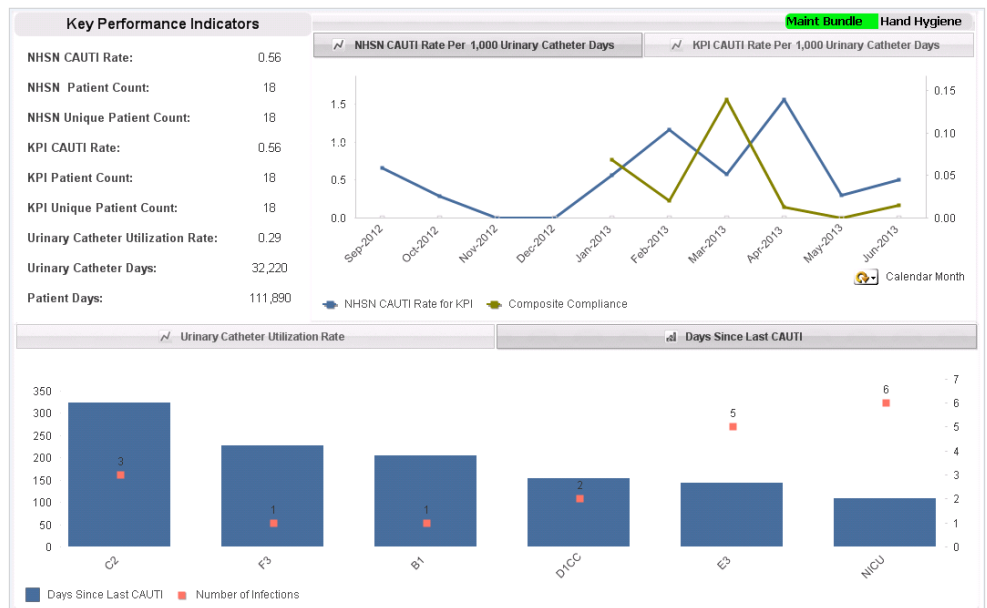 Key Performance Indicators
NHSN CAUTI Rate: 0.56
NHSN Patient Count: 18
NHSN Unique Patient Count: 18
KPI CAUTI Rate: 0.56
KPI Patient Count: 18
KPI Unique Patient Count: 18
Urinary Catheter Utilization Rate: 0.29
Urinary Catheter Days: 32,220
Patient Days: 111,890
Maint Bundle Hand Hygiene
NHSN CAUTI Rate Per 1,000 Urinary Catheter Days
KPI CAUTI Rate Per 1,000 Urinary Catheter Days
1.5
1.0
0.5
0.0
0.15
0.10
0.05
0.00
Sep-2012 Oct-2012 Nov-2012 Dec-2012 Jan-2013 Feb-2013 Mar-2013 Apr-2013 May-2013 Jun-2013
Calendar Month
NHSN CAUTI Rate for KPI Composite Compliance
Urinary Catheter Utilization Rate
Days Since Last CAUTI
350
300
250
200
150
100
50
0
3
1
1
2
5
6
7
6
5
4
3
2
1
0
C2 F3 B1 D1CC E3 NICU
Days Since Last CAUTI Number of Infections